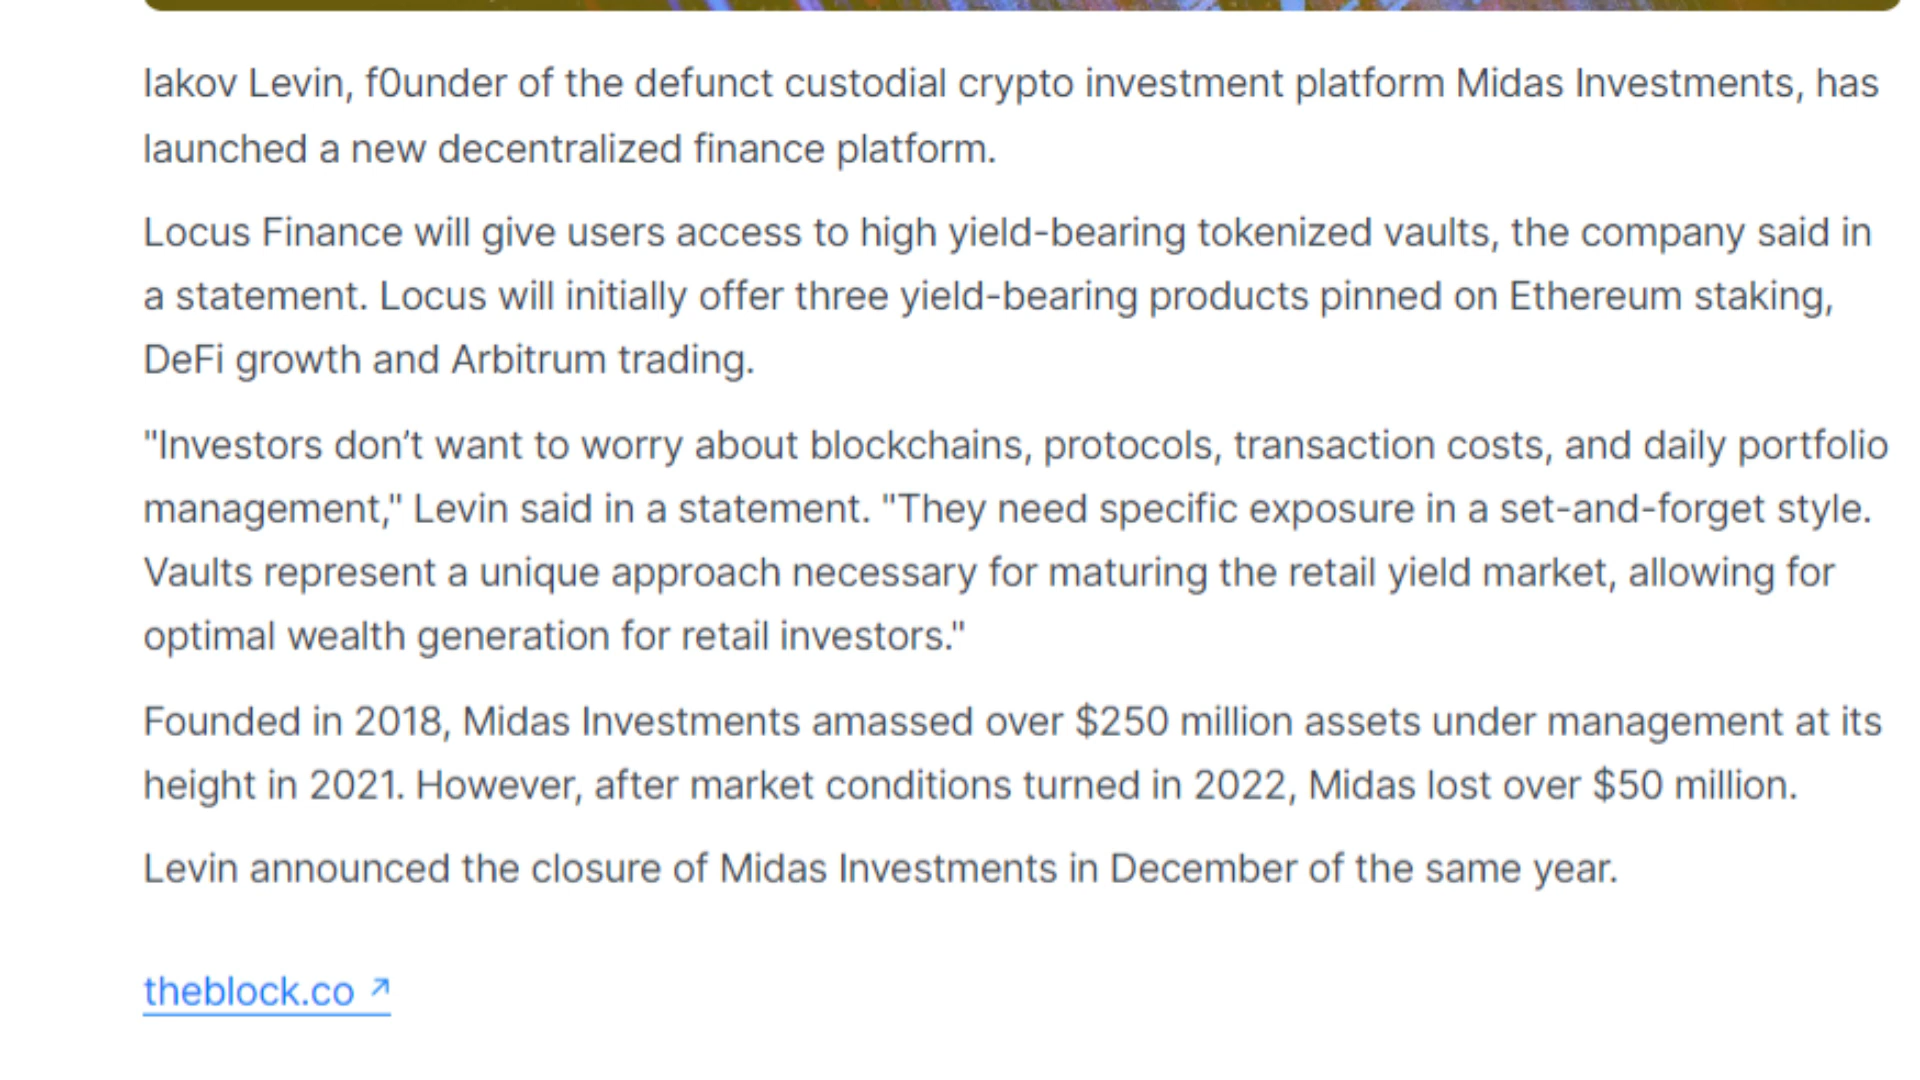 Iakov Levin, f0under of the defunct custodial crypto investment platform Midas Investments, has
launched a new decentralized finance platform.
Locus Finance will give users access to high yield-bearing tokenized vaults, the company said in
a statement. Locus will initially offer three yield-bearing products pinned on Ethereum staking,
DeFi growth and Arbitrum trading.
"Investors don’t want to worry about blockchains, protocols, transaction costs, and daily portfolio
management," Levin said in a statement. "They need specific exposure in a set-and-forget style.
Vaults represent a unique approach necessary for maturing the retail yield market, allowing for
optimal wealth generation for retail investors."
Founded in 2018, Midas Investments amassed over $250 million assets under management at its
height in 2021. However, after market conditions turned in 2022, Midas lost over $50 million.
Levin announced the closure of Midas Investments in December of the same year.
theblock.co ↗